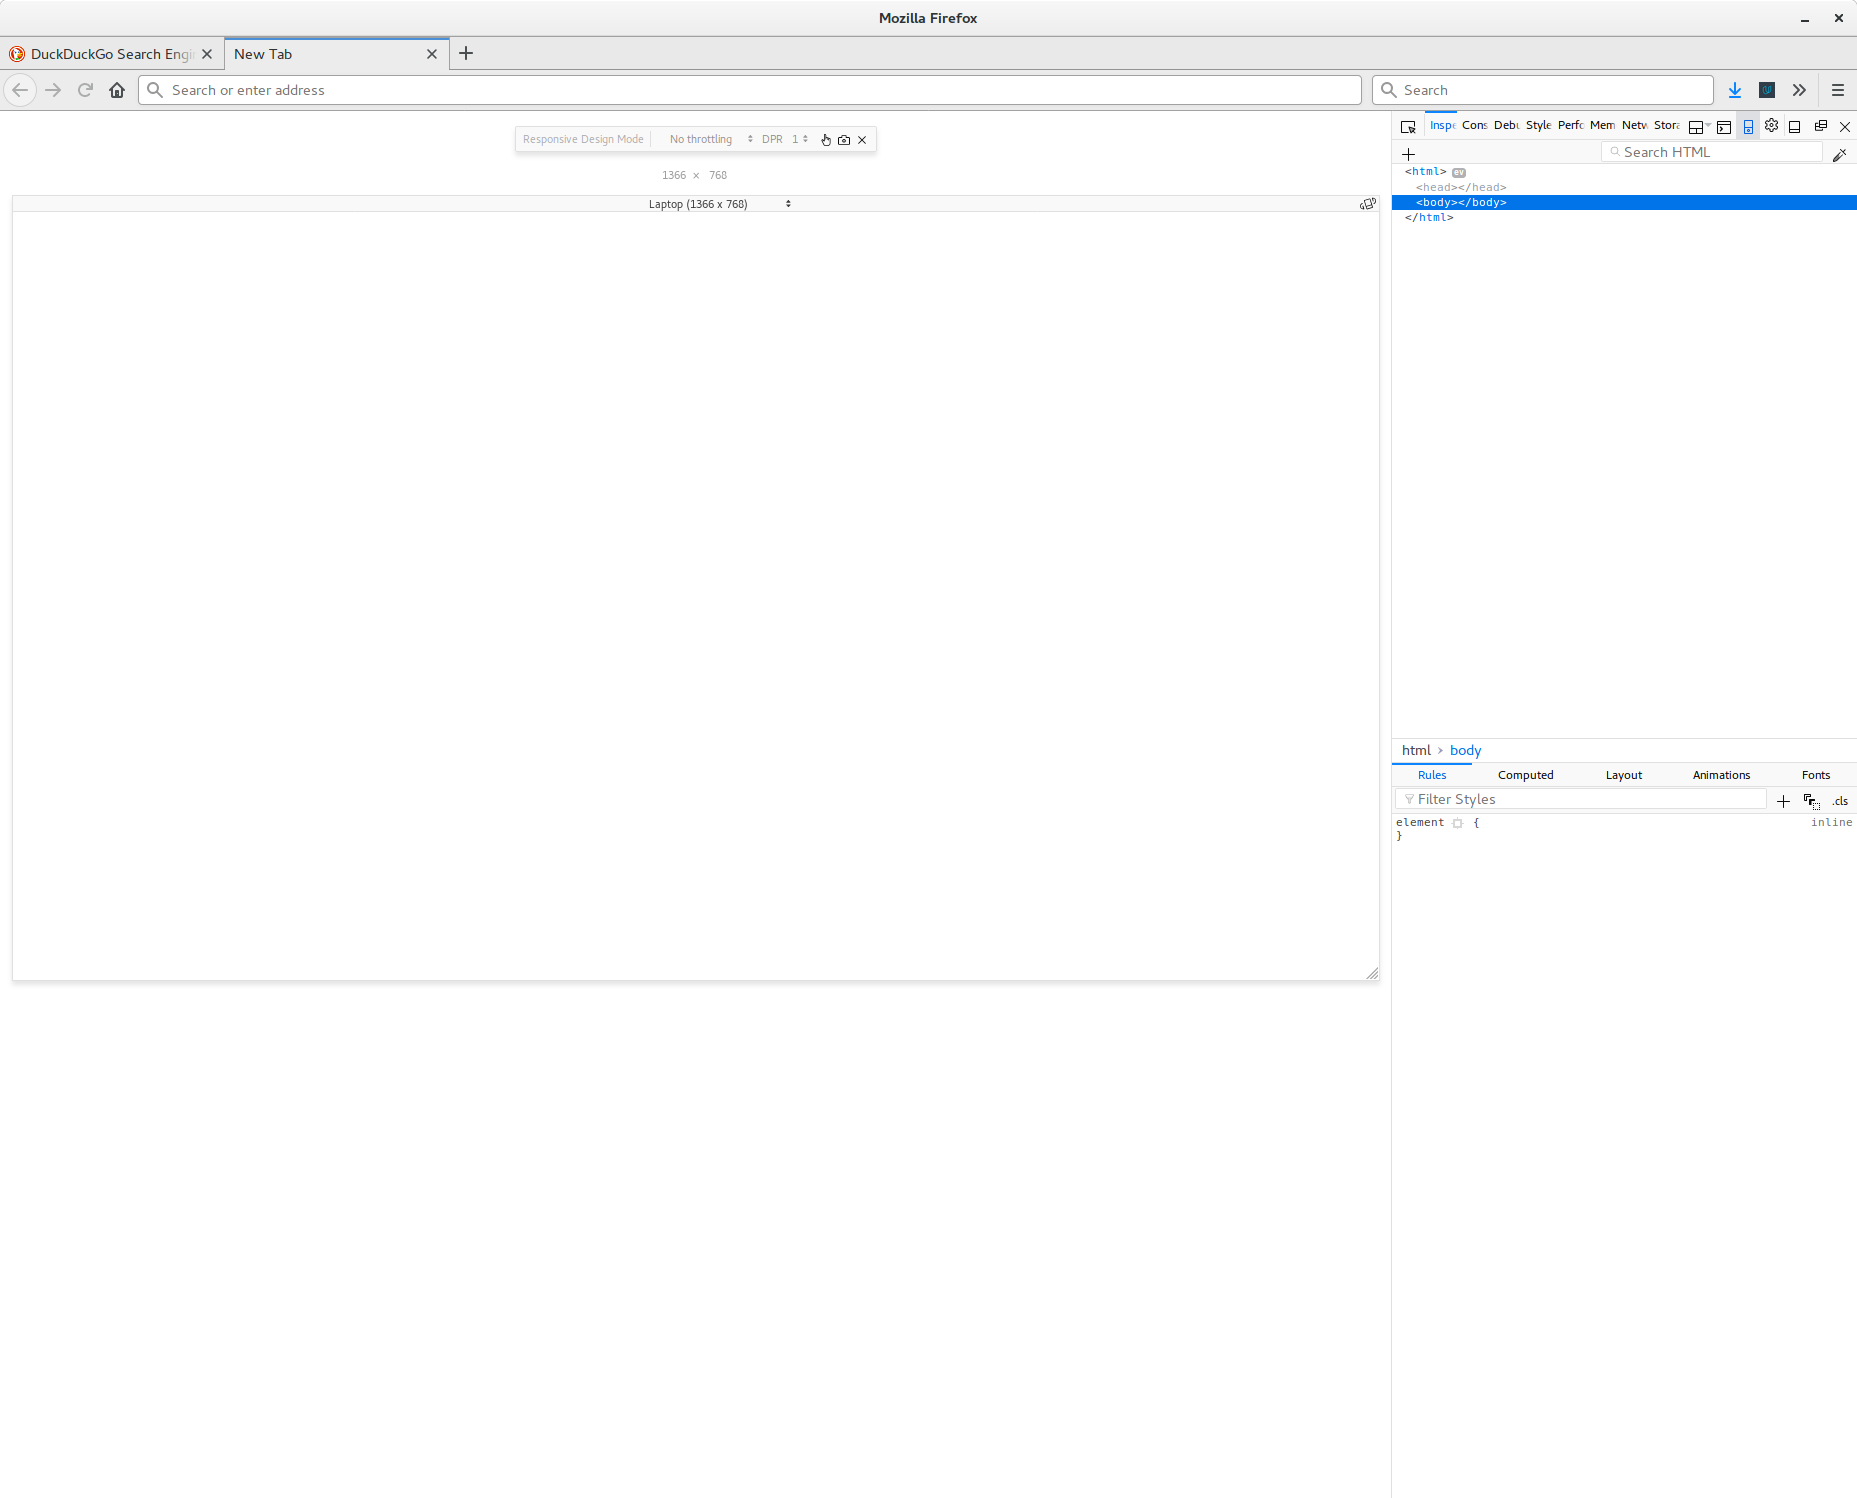 Mozilla Firefox
DuckDuckGo Search Engi
New Tab
Search or enter address
Search
Responsive Design Mode No throttling DPR 1
1366 × 768
Laptop (1366 x 768)
Insp Cons Deb Style Perfo Mem Netw Stora
Search HTML
<html> ev
<head></head>
<body></body>
</html>
html › body
Rules Computed Layout Animations Fonts
Filter Styles
.cls
element { inline
}